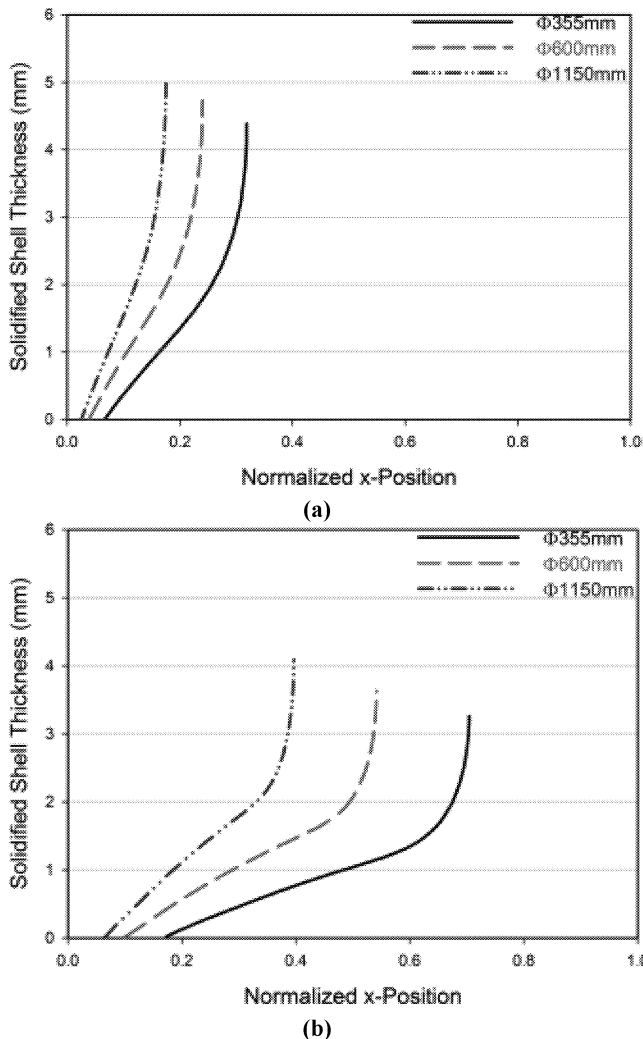 6
Φ355mm
Φ600mm
Φ1150mm
5
4
3
2
1
0
Solidified Shell Thickness (mm)
0.0 0.2 0.4 0.6 0.8 1.0
Normalized x-Position
(a)
6
Φ355mm
Φ600mm
Φ1150mm
5
4
3
2
1
0
Solidified Shell Thickness (mm)
0.0 0.2 0.4 0.6 0.8 1.0
Normalized x-Position
(b)